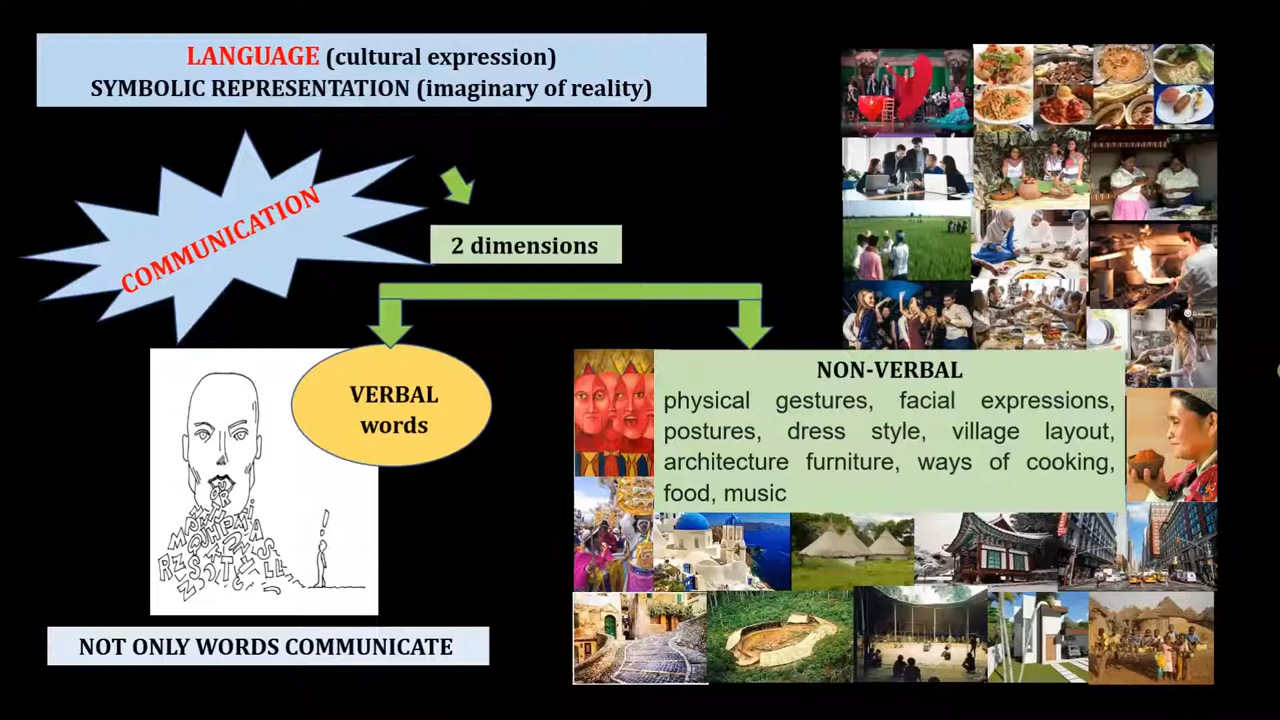 LANGUAGE (cultural expression)
SYMBOLIC REPRESENTATION (imaginary of reality)
COMMUNICATION
2 dimensions
VERBAL
words
NON-VERBAL
physical gestures, facial expressions,
postures, dress style, village layout,
architecture furniture, ways of cooking,
food, music
NOT ONLY WORDS COMMUNICATE